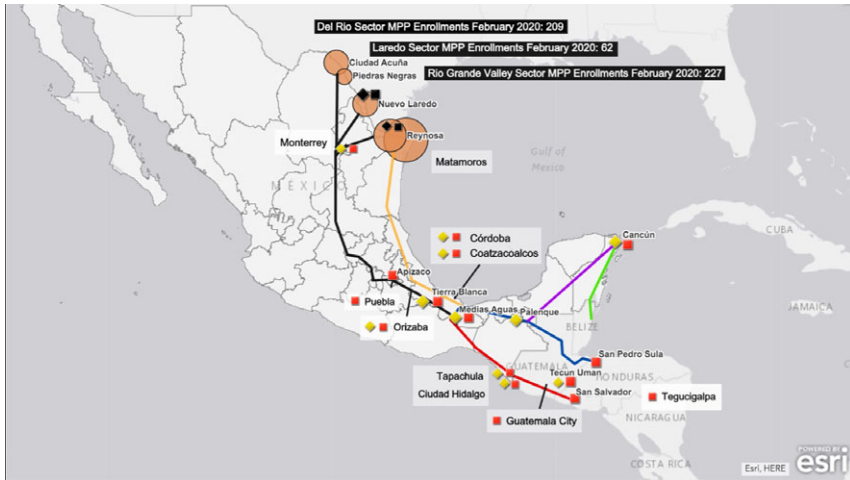 Del Rio Sector MPP Enrollments February 2020: 209
Laredo Sector MPP Enrollments February 2020: 62
Ciudad Acuña
Rio Grande Valley Sector MPP Enrollments February 2020: 227
Piedras Negras
Nuevo Laredo
Reynosa
Monterrey
Matamoros
Gulf of
Mexico
MÉXICO
CUBA
Cancún
Córdoba
Coatzacoalcos
Apizaco
Tierra Blanca
Puebla
JAMAICA
Medias Aguas
Palenque
Orizaba
BELIZE
San Pedro Sula
GUATEMALA
Tecun Uman
Tapachula
HONDURAS
Ciudad Hidalgo
San Salvador
Tegucigalpa
Guatemala City
NICARAGUA
COSTA RICA
POWERED BY
esri
Esri, HERE